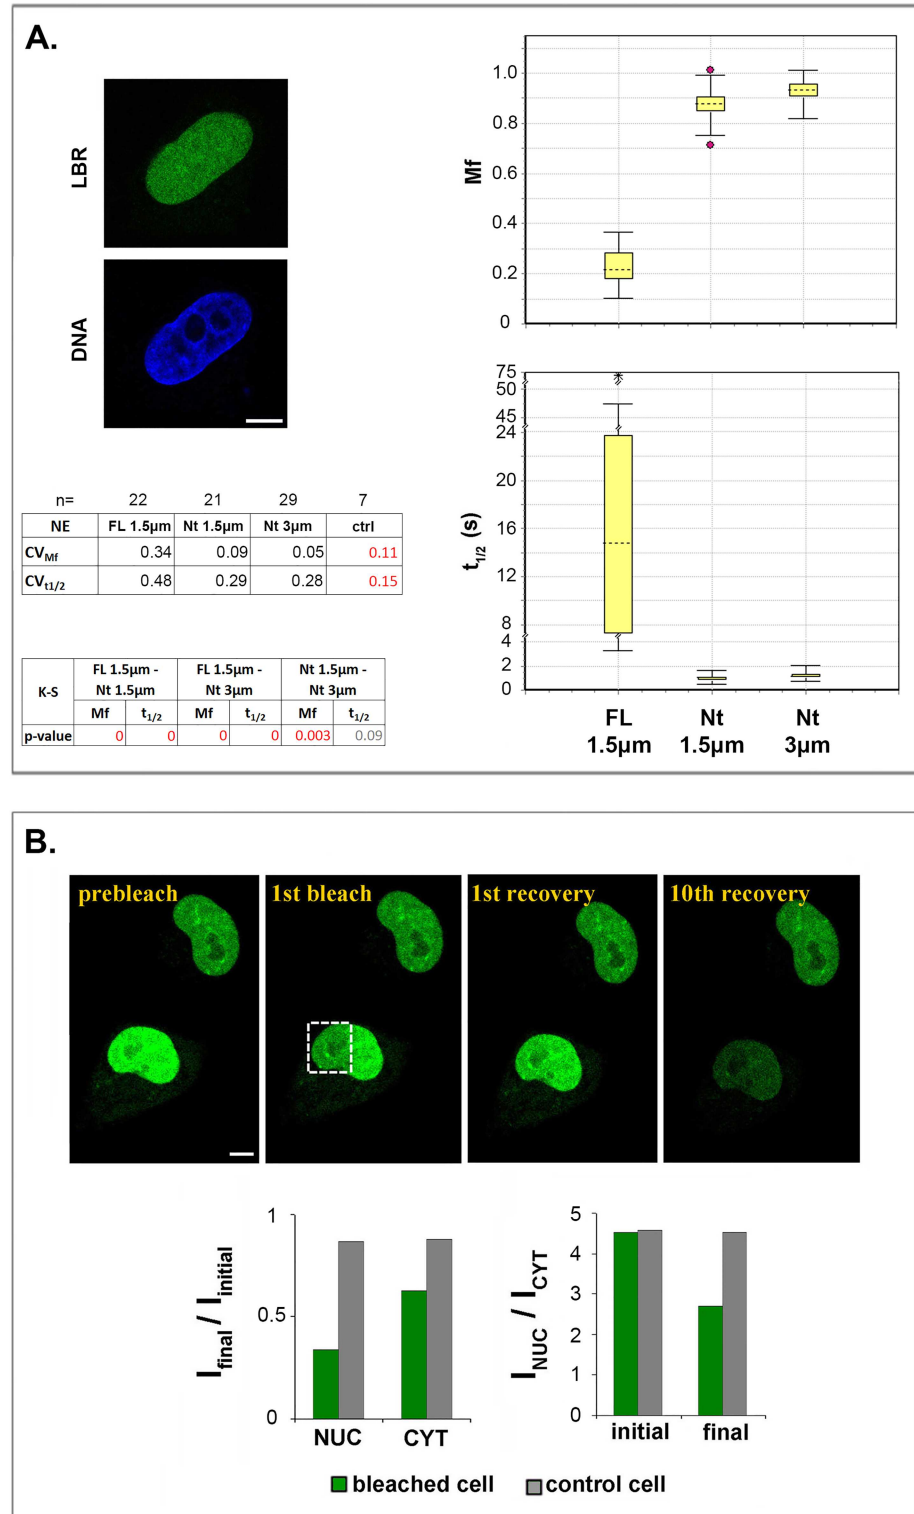 A.
LBR
DNA
n= 22 21 29 7
NE FL 1.5µm Nt 1.5µm Nt 3µm ctrl
CVMf 0.34 0.09 0.05 0.11
CVt1/2 0.48 0.29 0.28 0.15
K-S FL 1.5µm - Nt 1.5µm FL 1.5µm - Nt 3µm Nt 1.5µm - Nt 3µm
Mf t1/2 Mf t1/2 Mf t1/2
p-value 0 0 0 0 0.003 0.09
Mf
1.0
0.8
0.6
0.4
0.2
0
t1/2 (s)
75
50
45
24
20
16
12
8
4
2
0
FL Nt Nt
1.5µm 1.5µm 3µm
B.
prebleach 1st bleach 1st recovery 10th recovery
Ifinal / Iinitial
1
0.5
0
NUC CYT
INUC / ICYT
5
4
3
2
1
0
initial final
bleached cell control cell